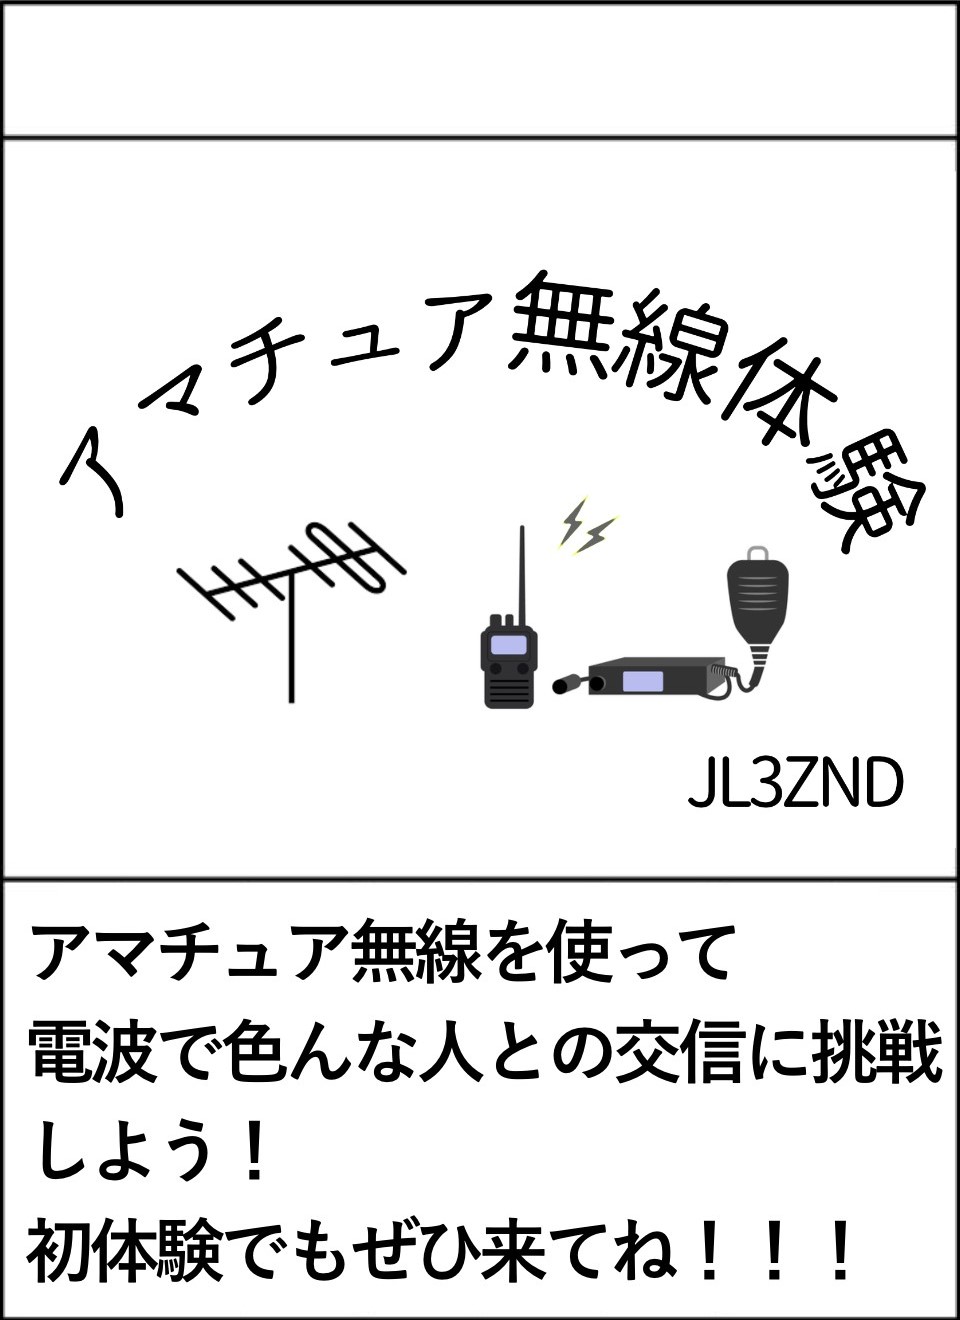 アマチュア無線体験
JL3ZND
アマチュア無線を使って
電波で色んな人との交信に挑戦
しよう！
初体験でもぜひ来てね！！！